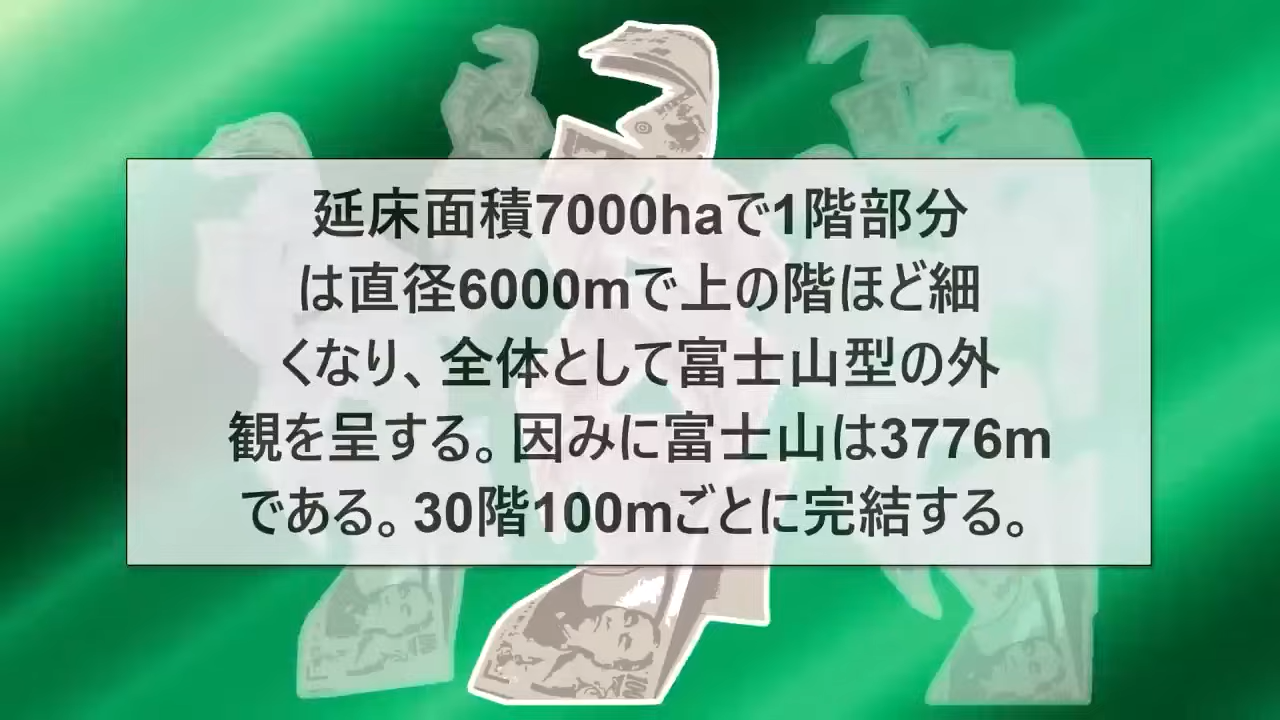 延床面積7000haで1階部分
は直径6000mで上の階ほど細
くなり、全体として富士山型の外
観を呈する。因みに富士山は3776m
である。30階100mごとに完結する。